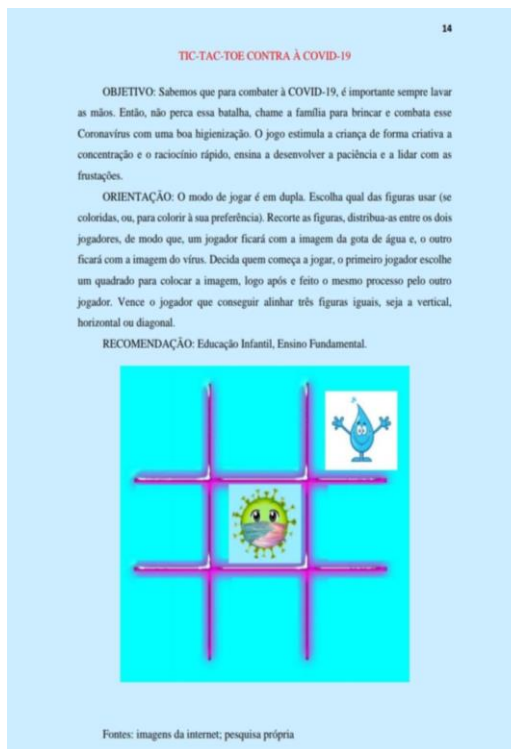 14
TIC-TAC-TOE CONTRA À COVID-19
OBJETIVO: Sabemos que para combater à COVID-19, é importante sempre lavar
as mãos. Então, não perca essa batalha, chame a família para brincar e combata esse
Coronavírus com uma boa higienização. O jogo estimula a criança de forma criativa a
concentração e o raciocínio rápido, ensina a desenvolver a paciência e a lidar com as
frustações.
ORIENTAÇÃO: O modo de jogar é em dupla. Escolha qual das figuras usar (se
coloridas, ou, para colorir à sua preferência). Recorte as figuras, distribua-as entre os dois
jogadores, de modo que, um jogador ficará com a imagem da gota de água e, o outro
ficará com a imagem do vírus. Decida quem começa a jogar, o primeiro jogador escolhe
um quadrado para colocar a imagem, logo após e feito o mesmo processo pelo outro
jogador. Vence o jogador que conseguir alinhar três figuras iguais, seja a vertical,
horizontal ou diagonal.
RECOMENDAÇÃO: Educação Infantil, Ensino Fundamental.
Fontes: imagens da internet; pesquisa própria